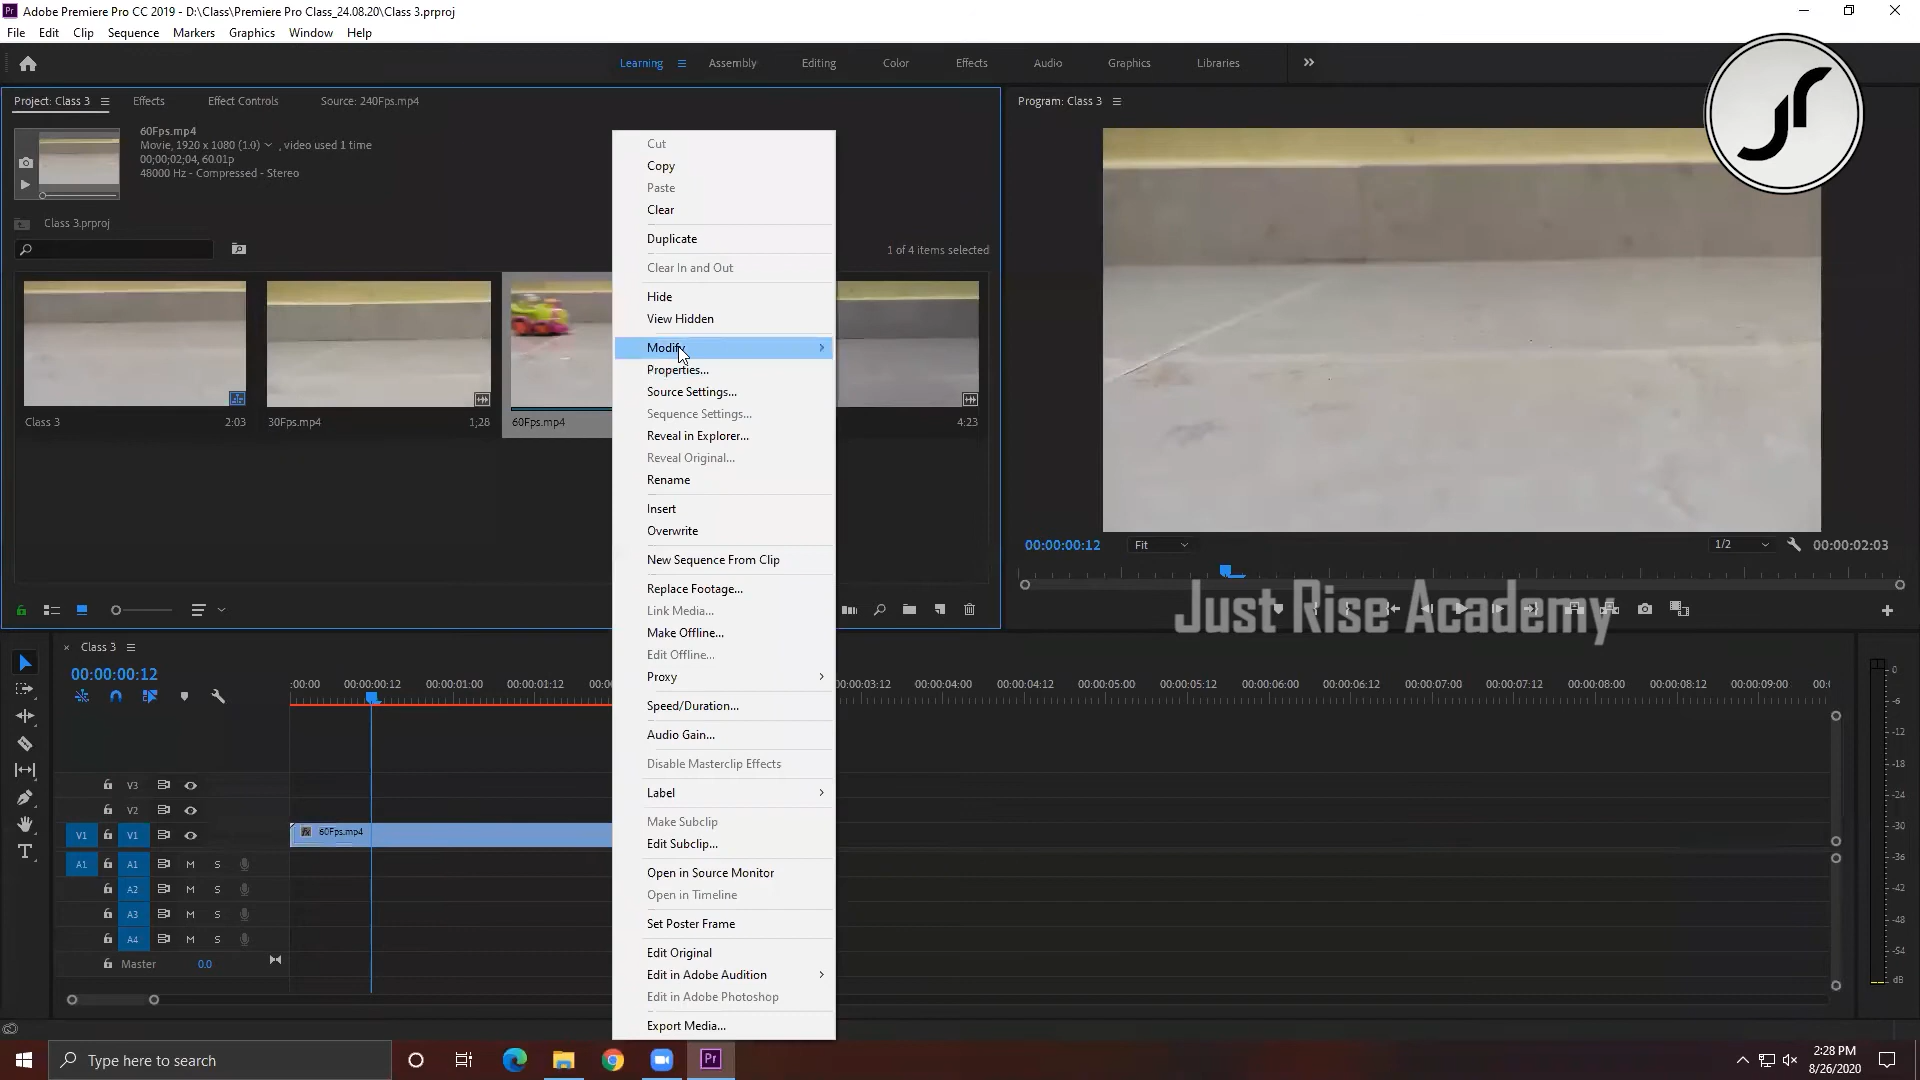 Adobe Premiere Pro CC 2019 - D:\Class\Premiere Pro Class_24.08.20\Class 3.prproj
File Edit Clip Sequence Markers Graphics Window Help
Learning Assembly Editing Color Effects Audio Graphics Libraries
Project: Class 3 Effects Effect Controls Source: 240Fps.mp4
60Fps.mp4
Movie, 1920 x 1080 (1.0) , video used 1 time
00;00;02;04, 60.01p
48000 Hz - Compressed - Stereo
Class 3.prproj
1 of 4 items selected
Class 3 2:03
30Fps.mp4 1;28
60Fps.mp4
4:23
Cut
Copy
Paste
Clear
Duplicate
Clear In and Out
Hide
View Hidden
Modify
Properties...
Source Settings...
Sequence Settings...
Reveal in Explorer...
Reveal Original...
Rename
Insert
Overwrite
New Sequence From Clip
Replace Footage...
Link Media...
Make Offline...
Edit Offline...
Proxy
Speed/Duration...
Audio Gain...
Disable Masterclip Effects
Label
Make Subclip
Edit Subclip...
Open in Source Monitor
Open in Timeline
Set Poster Frame
Edit Original
Edit in Adobe Audition
Edit in Adobe Photoshop
Export Media...
Program: Class 3
00:00:00:12 Fit 1/2 00:00:02:03
Just Rise Academy
Class 3
00:00:00:12
:00:00 00:00:00:12 00:00:01:00 00:00:01:12 00:00:03:12 00:00:04:00 00:00:04:12 00:00:05:00 00:00:05:12 00:00:06:00 00:00:06:12 00:00:07:00 00:00:07:12 00:00:08:00 00:00:08:12 00:00:09:00
V3
V2
V1 V1 60Fps.mp4
A1 A1 M S
A2 M S
A3 M S
A4 M S
Master 0.0
0
-6
-12
-18
-24
-30
-36
-42
-48
-54
dB
Type here to search
2:28 PM
8/26/2020